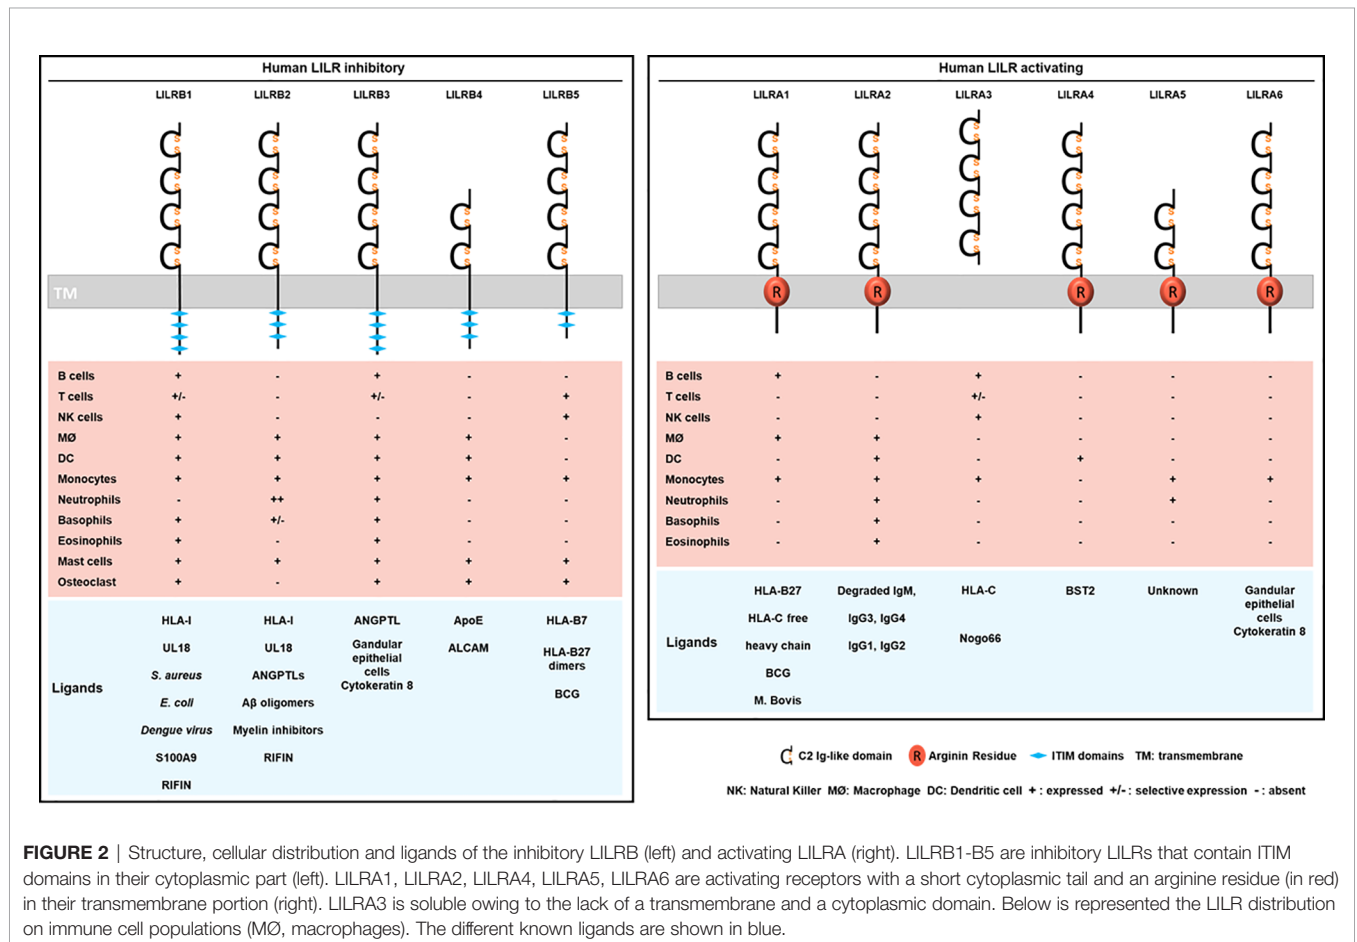 Human LILR inhibitory
LILRB1 LILRB2 LILRB3 LILRB4 LILRB5
TM
B cells + - + - -
T cells +/- - +/- - +
NK cells + - - - +
MØ + + + + -
DC + + + + -
Monocytes + + + + +
Neutrophils - ++ + - -
Basophils + +/- + - -
Eosinophils + - + - -
Mast cells + + + + +
Osteoclast + - + + +
Ligands
HLA-I
UL18
S. aureus
E. coli
Dengue virus
S100A9
RIFIN
HLA-I
UL18
ANGPTLs
Aβ oligomers
Myelin inhibitors
RIFIN
ANGPTL
Gandular
epithelial
cells
Cytokeratin 8
ApoE
ALCAM
HLA-B7
HLA-B27
dimers
BCG
Human LILR activating
LILRA1 LILRA2 LILRA3 LILRA4 LILRA5 LILRA6
R R R R R
B cells + - + - - -
T cells - - +/- - - -
NK cells - - + - - -
MØ + + - - - -
DC - + - + - -
Monocytes + + + - + +
Neutrophils - + - - + -
Basophils - + - - - -
Eosinophils - + - - - -
Ligands
HLA-B27
HLA-C free
heavy chain
BCG
M. Bovis
Degraded IgM,
IgG3, IgG4
IgG1, IgG2
HLA-C
Nogo66
BST2
Unknown
Gandular
epithelial
cells
Cytokeratin 8
C2 Ig-like domain R Arginin Residue ITIM domains TM: transmembrane
NK: Natural Killer MØ: Macrophage DC: Dendritic cell + : expressed +/- : selective expression - : absent
FIGURE 2 | Structure, cellular distribution and ligands of the inhibitory LILRB (left) and activating LILRA (right). LILRB1-B5 are inhibitory LILRs that contain ITIM
domains in their cytoplasmic part (left). LILRA1, LILRA2, LILRA4, LILRA5, LILRA6 are activating receptors with a short cytoplasmic tail and an arginine residue (in red)
in their transmembrane portion (right). LILRA3 is soluble owing to the lack of a transmembrane and a cytoplasmic domain. Below is represented the LILR distribution
on immune cell populations (MØ, macrophages). The different known ligands are shown in blue.